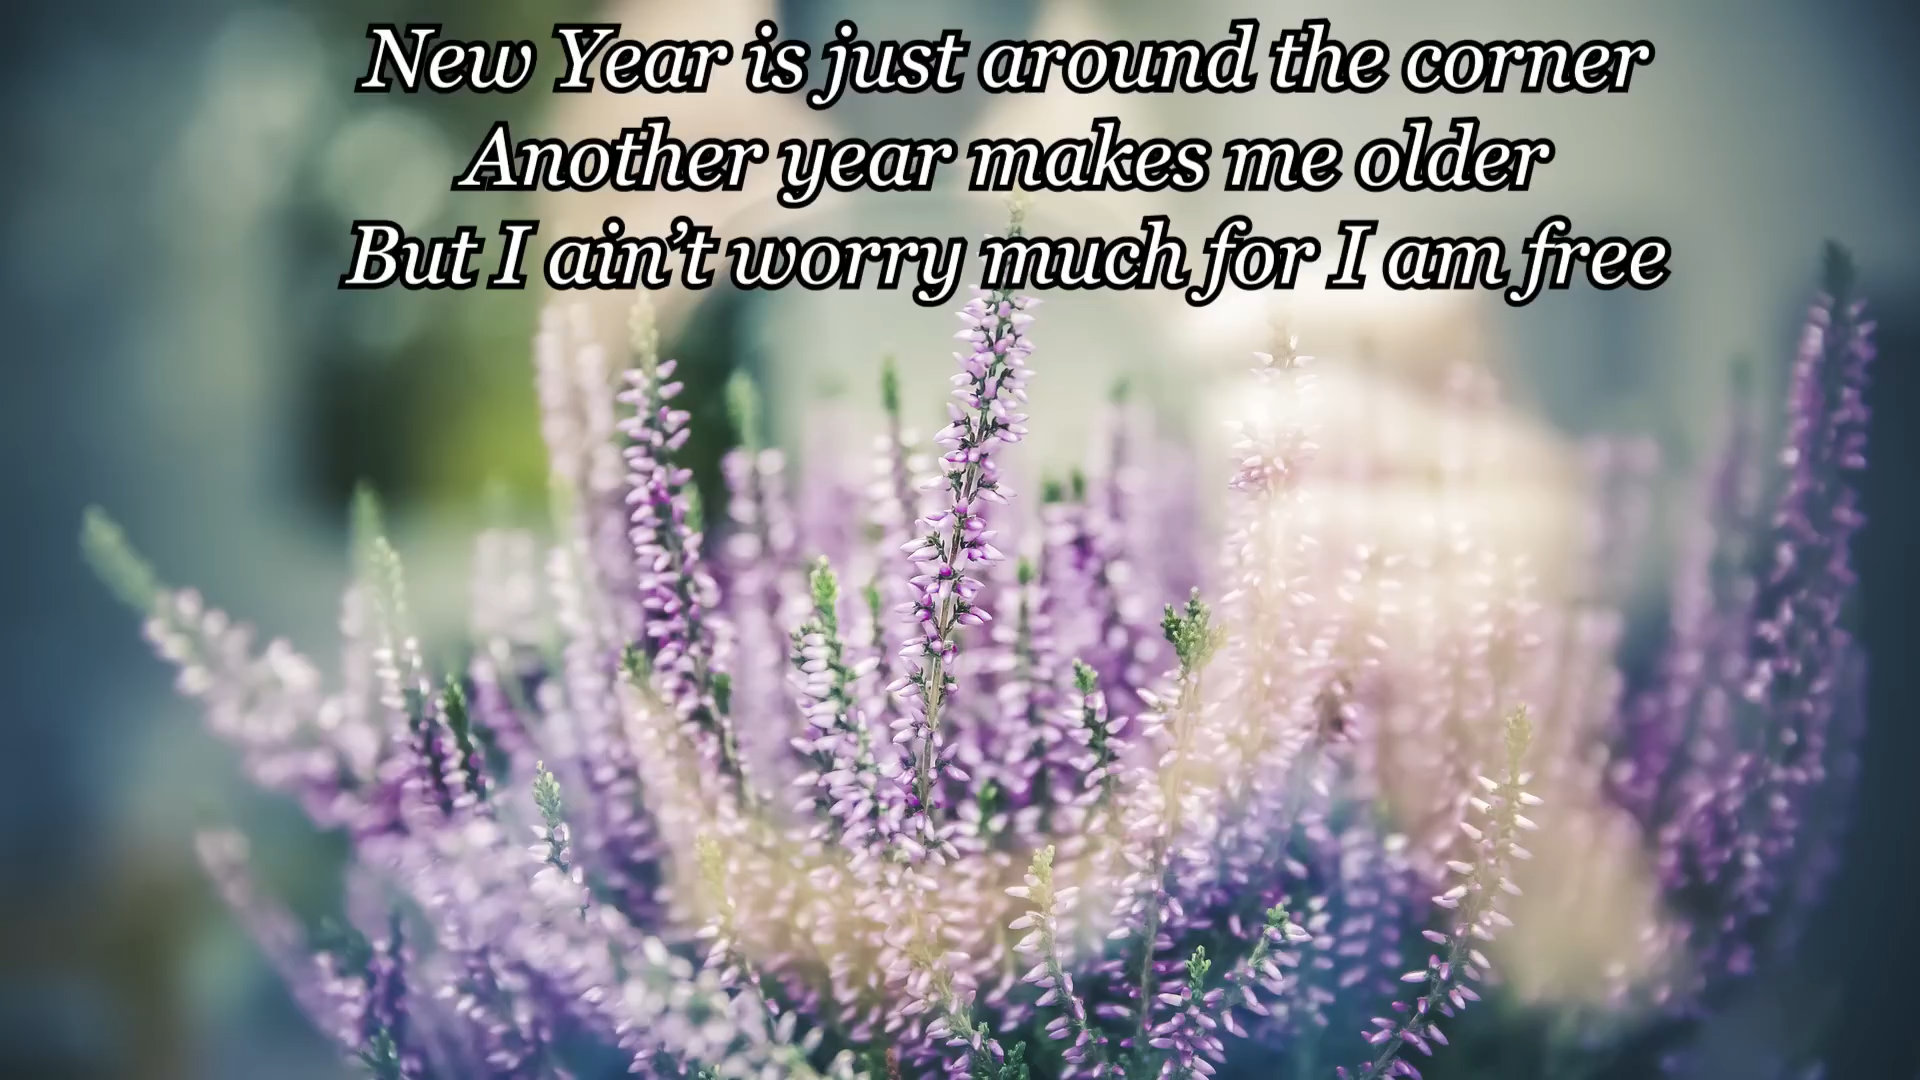 New Year is just around the corner
Another year makes me older
But I ain’t worry much for I am free